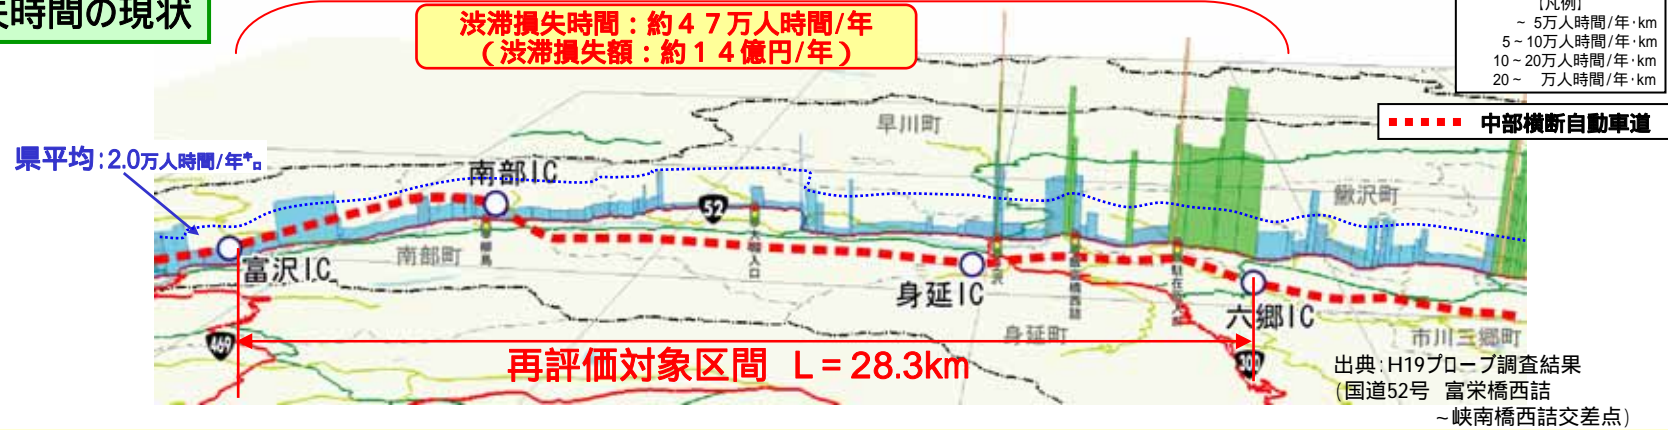 失時間の現状
渋滞損失時間：約４７万人時間/年
（渋滞損失額：約１４億円/年）
【凡例】
~ 5万人時間/年･km
5~10万人時間/年･km
10~20万人時間/年･km
20~ 万人時間/年･km
中部横断自動車道
早川町
県平均:2.0万人時間/年*。
南部IC
52
鰍沢町
南部町
富沢IC
身延IC
六郷IC
身延町
市川三郷町
469
300
再評価対象区間 L＝28.3km
出典:H19プローブ調査結果
(国道52号 富栄橋西詰
~峡南橋西詰交差点)